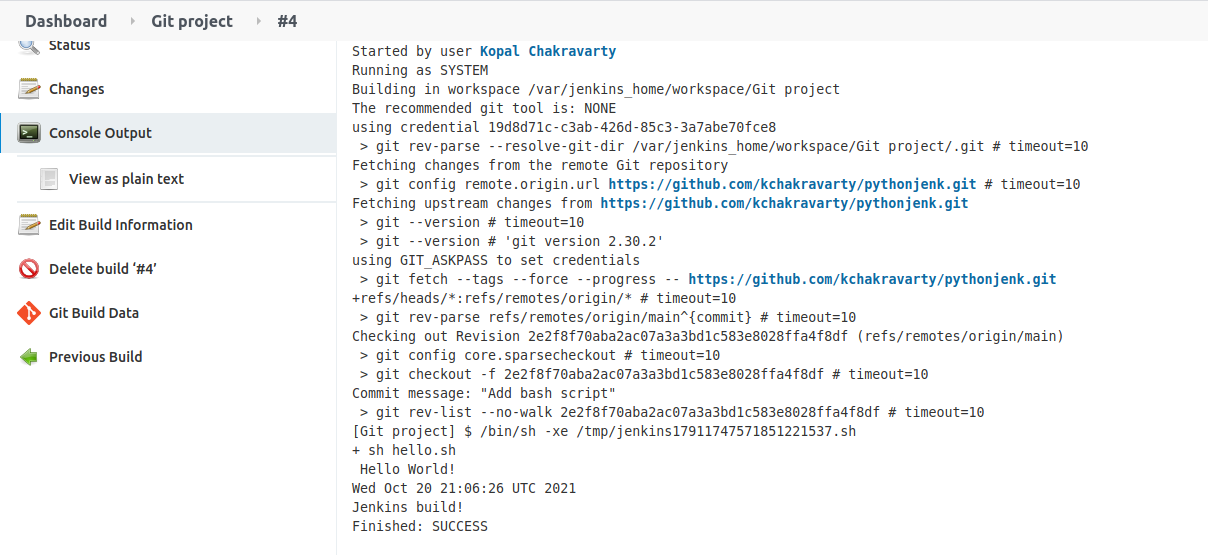 Dashboard Git project #4
Status
Changes
Console Output
View as plain text
Edit Build Information
Delete build ‘#4’
Git Build Data
Previous Build
Started by user Kopal Chakravarty
Running as SYSTEM
Building in workspace /var/jenkins_home/workspace/Git project
The recommended git tool is: NONE
using credential 19d8d71c-c3ab-426d-85c3-3a7abe70fce8
> git rev-parse --resolve-git-dir /var/jenkins_home/workspace/Git project/.git # timeout=10
Fetching changes from the remote Git repository
> git config remote.origin.url https://github.com/kchakravarty/pythonjenk.git # timeout=10
Fetching upstream changes from https://github.com/kchakravarty/pythonjenk.git
> git --version # timeout=10
> git --version # 'git version 2.30.2'
using GIT_ASKPASS to set credentials
> git fetch --tags --force --progress -- https://github.com/kchakravarty/pythonjenk.git
+refs/heads/*:refs/remotes/origin/* # timeout=10
> git rev-parse refs/remotes/origin/main^{commit} # timeout=10
Checking out Revision 2e2f8f70aba2ac07a3a3bd1c583e8028ffa4f8df (refs/remotes/origin/main)
> git config core.sparsecheckout # timeout=10
> git checkout -f 2e2f8f70aba2ac07a3a3bd1c583e8028ffa4f8df # timeout=10
Commit message: "Add bash script"
> git rev-list --no-walk 2e2f8f70aba2ac07a3a3bd1c583e8028ffa4f8df # timeout=10
[Git project] $ /bin/sh -xe /tmp/jenkins17911747571851221537.sh
+ sh hello.sh
Hello World!
Wed Oct 20 21:06:26 UTC 2021
Jenkins build!
Finished: SUCCESS